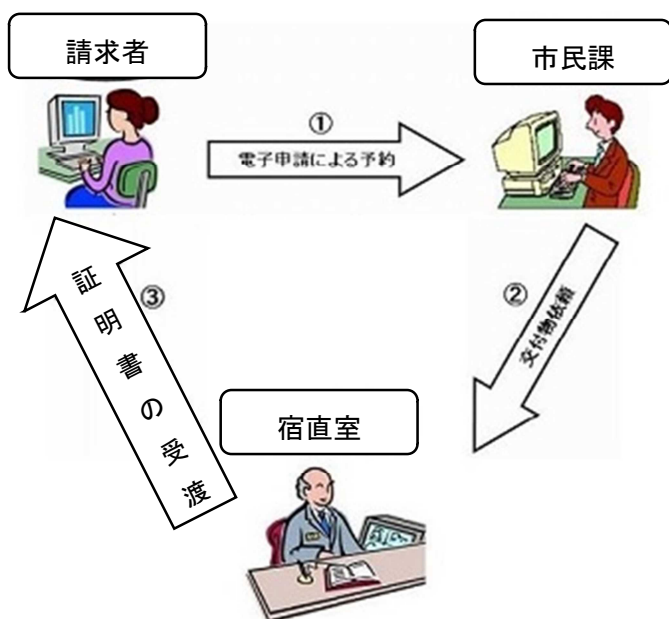 請求者
市民課
①
電子申請による予約
②
交付物依頼
③
証明書の受渡
宿直室